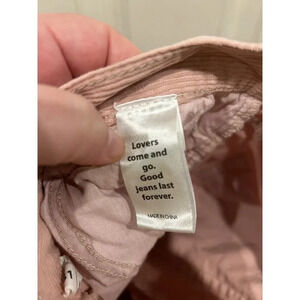 Lovers
come and
go.
Good
jeans last
forever.
MADE IN CHINA